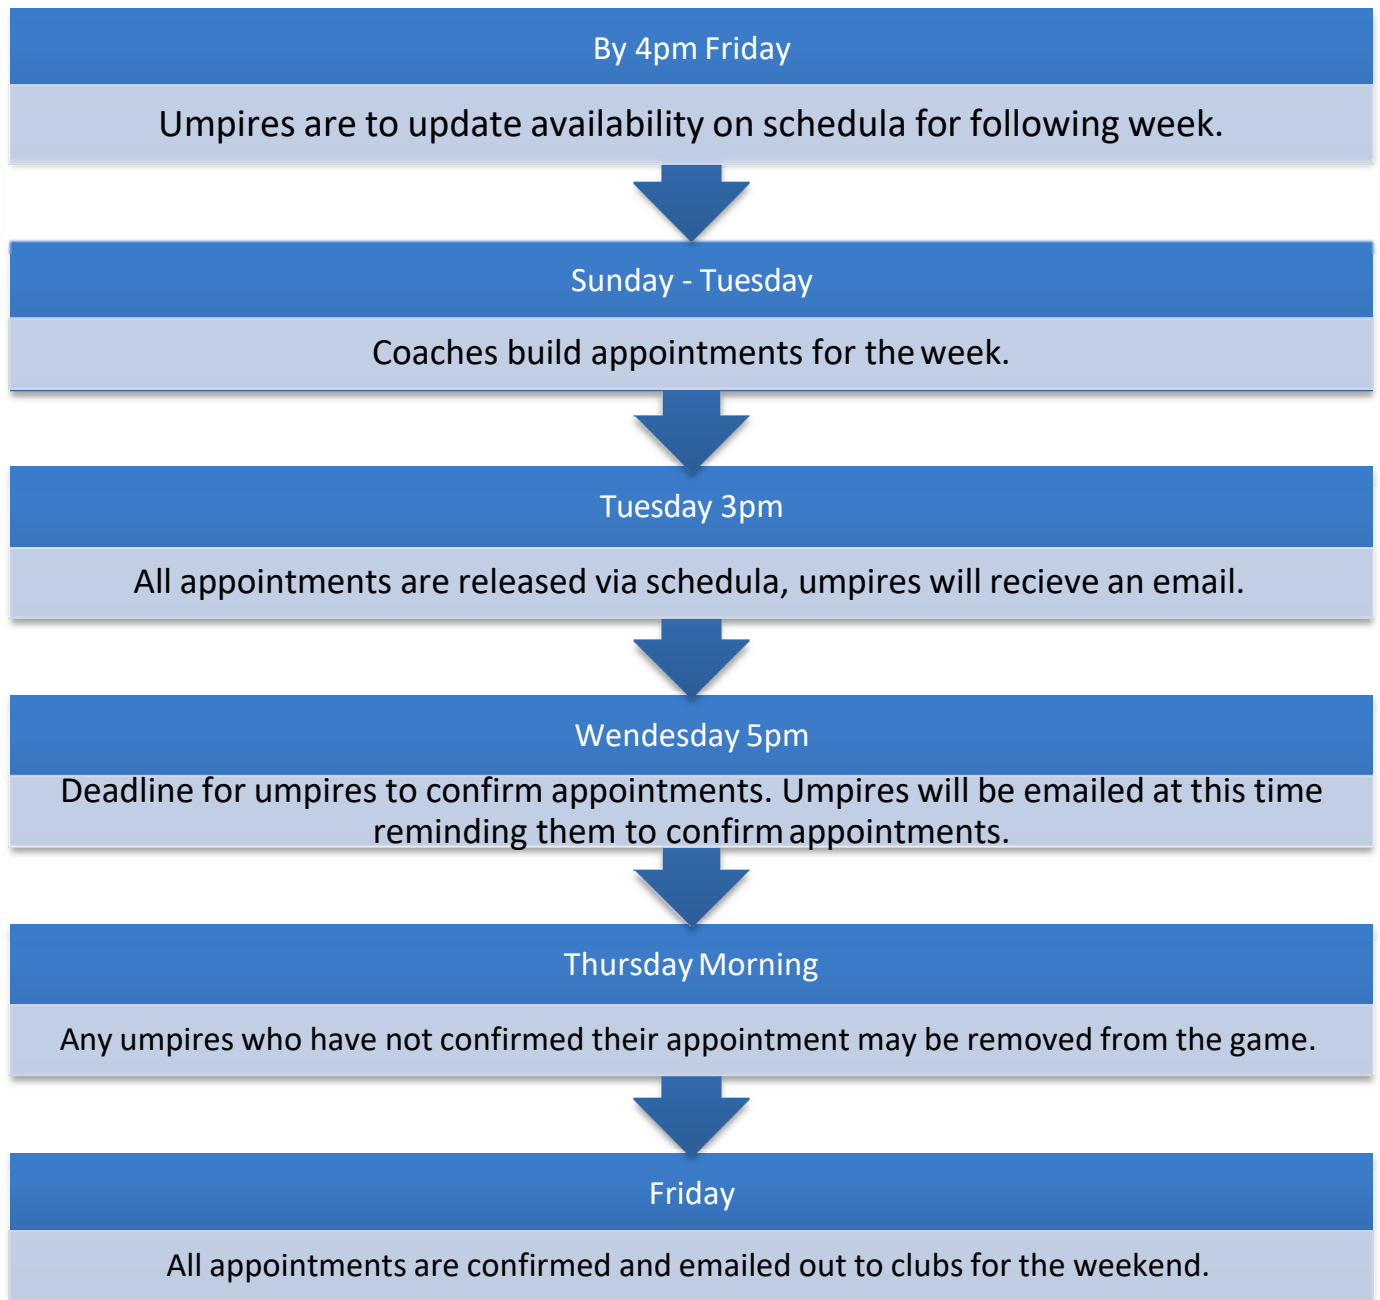 By 4pm Friday
Umpires are to update availability on schedula for following week.
Sunday - Tuesday
Coaches build appointments for the week.
Tuesday 3pm
All appointments are released via schedula, umpires will recieve an email.
Wendesday 5pm
Deadline for umpires to confirm appointments. Umpires will be emailed at this time
reminding them to confirm appointments.
Thursday Morning
Any umpires who have not confirmed their appointment may be removed from the game.
Friday
All appointments are confirmed and emailed out to clubs for the weekend.